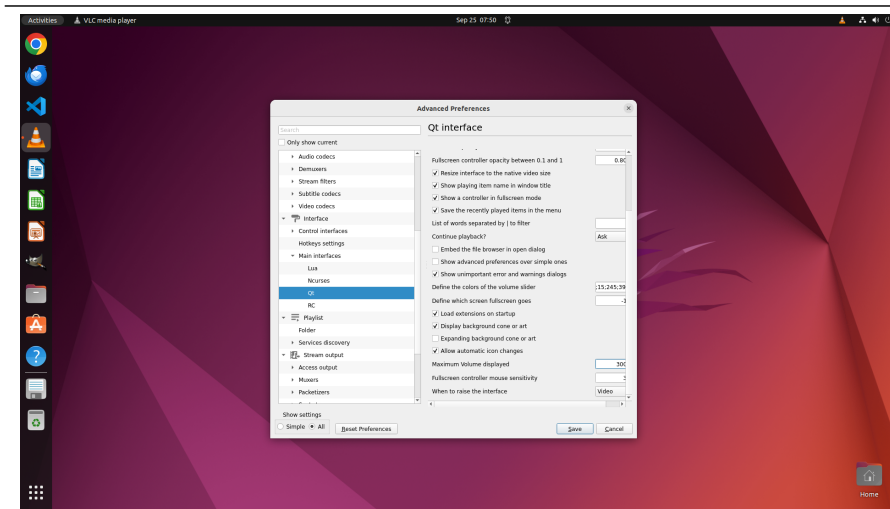 Activities
VLC media player
Sep 25 07:50
Advanced Preferences
Search
Only show current
Audio codecs
Demuxers
Stream filters
Subtitle codecs
Video codecs
Interface
Control interfaces
Hotkeys settings
Main interfaces
Lua
Ncurses
Qt
RC
Playlist
Folder
Services discovery
Stream output
Access output
Muxers
Packetizers
Qt interface
Fullscreen controller opacity between 0.1 and 1
0.80
Resize interface to the native video size
Show playing item name in window title
Show a controller in fullscreen mode
Save the recently played items in the menu
List of words separated by | to filter
Continue playback?
Ask
Embed the file browser in open dialog
Show advanced preferences over simple ones
Show unimportant error and warnings dialogs
Define the colors of the volume slider
;15;245;39
Define which screen fullscreen goes
-1
Load extensions on startup
Display background cone or art
Expanding background cone or art
Allow automatic icon changes
Maximum Volume displayed
300
Fullscreen controller mouse sensitivity
3
When to raise the interface
Video
Show settings
Simple
All
Reset Preferences
Save
Cancel
Home